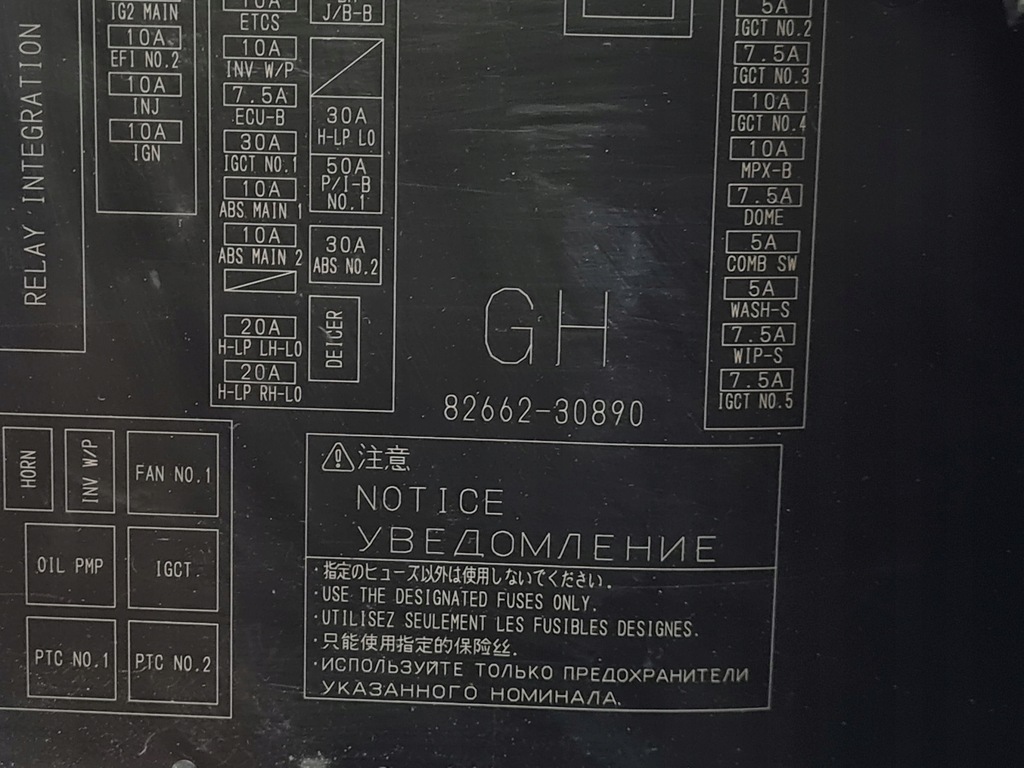 RELAY INTEGRATION
IG2 MAIN
10A
EFI NO.2
10A
INJ
10A
IGN
10A
ETCS
10A
INV W/P
7.5A
ECU-B
30A
IGCT NO.1
10A
ABS MAIN 1
10A
ABS MAIN 2
20A
H-LP LH-LO
20A
H-LP RH-LO
J/B-B
30A
H-LP LO
50A
P/I-B
NO.1
30A
ABS NO.2
DEICER
GH
82662-30890
5A
IGCT NO.2
7.5A
IGCT NO.3
10A
IGCT NO.4
10A
MPX-B
7.5A
DOME
5A
COMB SW
5A
WASH-S
7.5A
WIP-S
7.5A
IGCT NO.5
HORN
INV W/P
FAN NO.1
OIL PMP
IGCT
PTC NO.1
PTC NO.2
注意
NOTICE
УВЕДОМЛЕНИЕ
・指定のヒューズ以外は使用しないでください.
・USE THE DESIGNATED FUSES ONLY.
・UTILISEZ SEULEMENT LES FUSIBLES DESIGNES.
・只能使用指定的保险丝.
・ИСПОЛЬЗУЙТЕ ТОЛЬКО ПРЕДОХРАНИТЕЛИ
УКАЗАННОГО НОМИНАЛА.